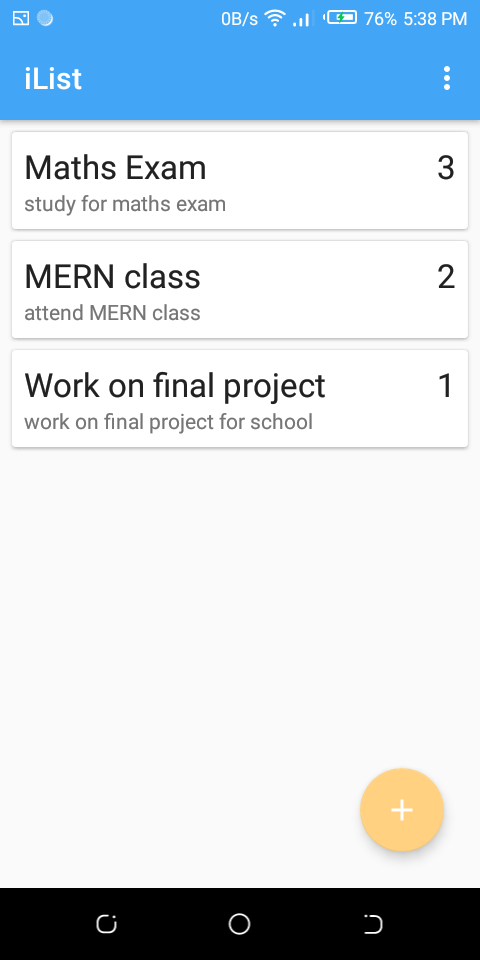 0B/s 76% 5:38 PM
iList
Maths Exam 3
study for maths exam
MERN class 2
attend MERN class
Work on final project 1
work on final project for school
+